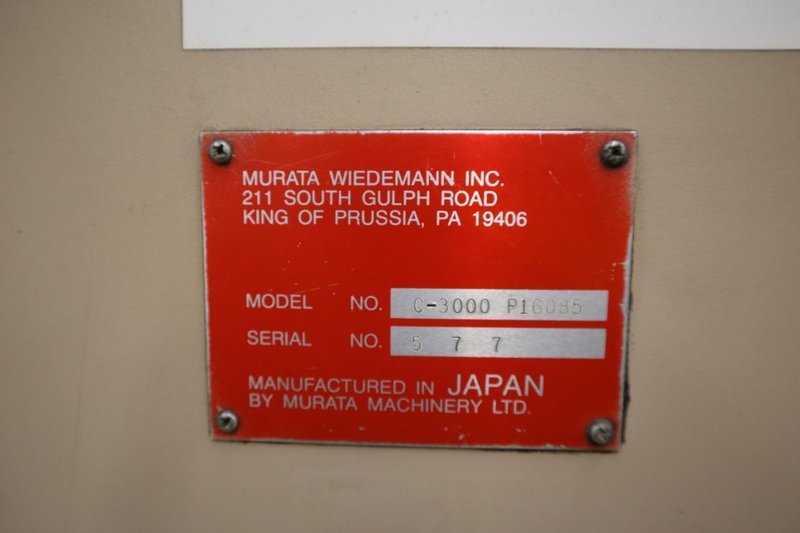 MURATA WIEDEMANN INC.
211 SOUTH GULPH ROAD
KING OF PRUSSIA, PA 19406
MODEL NO. C-3000 P16085
SERIAL NO. 5 7 7
MANUFACTURED IN JAPAN
BY MURATA MACHINERY LTD.